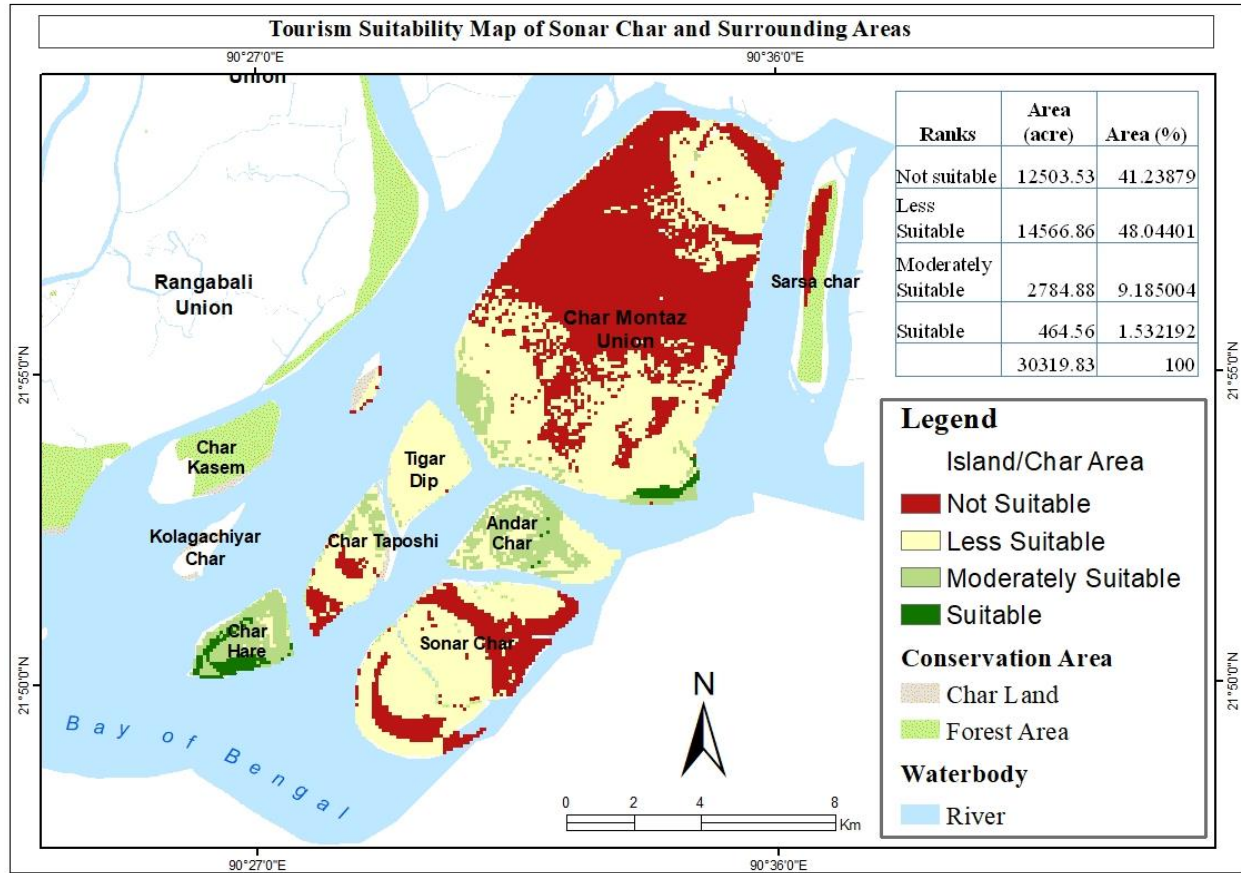 Tourism Suitability Map of Sonar Char and Surrounding Areas
90°27'0"E
90°36'0"E
Union
Ranks Area (acre) Area (%)
Not suitable 12503.53 41.23879
Less Suitable 14566.86 48.04401
Moderately Suitable 2784.88 9.185004
Suitable 464.56 1.532192
30319.83 100
Rangabali
Union
Sarsa char
Char Montaz
Union
21°55'0"N
21°55'0"N
Char
Kasem
Tigar
Dip
Kolagachiyar
Char
Char Taposhi
Andar
Char
Char
Hare
Sonar Char
21°50'0"N
21°50'0"N
Bay of Bengal
N
0 2 4 8
Km
Legend
Island/Char Area
Not Suitable
Less Suitable
Moderately Suitable
Suitable
Conservation Area
Char Land
Forest Area
Waterbody
River
90°27'0"E
90°36'0"E